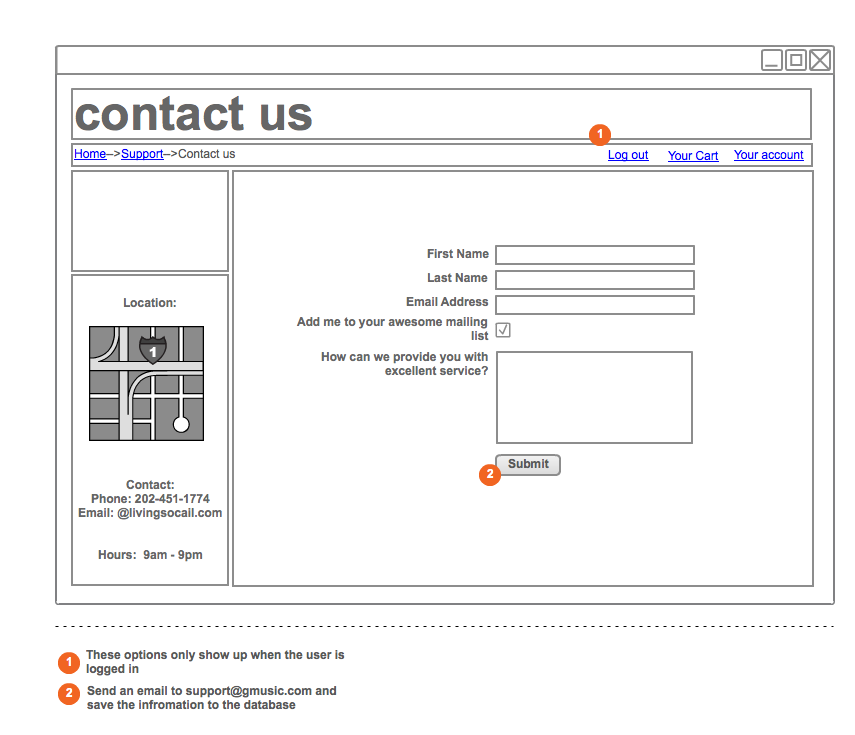 contact us
1
Home–>Support–>Contact us
Log out Your Cart Your account
Location:
1
Contact:
Phone: 202-451-1774
Email: @livingsocail.com
Hours: 9am - 9pm
First Name
Last Name
Email Address
Add me to your awesome mailing
list
How can we provide you with
excellent service?
Submit
2
1 These options only show up when the user is
logged in
2 Send an email to support@gmusic.com and
save the infromation to the database